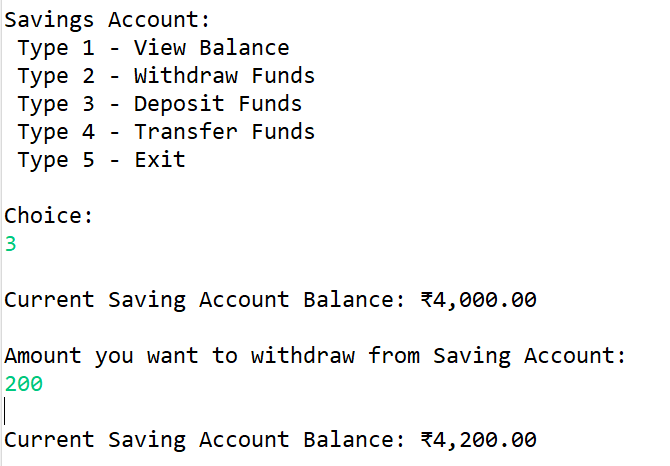 Savings Account:
Type 1 - View Balance
Type 2 - Withdraw Funds
Type 3 - Deposit Funds
Type 4 - Transfer Funds
Type 5 - Exit
Choice:
3
Current Saving Account Balance: ₹4,000.00
Amount you want to withdraw from Saving Account:
200
Current Saving Account Balance: ₹4,200.00